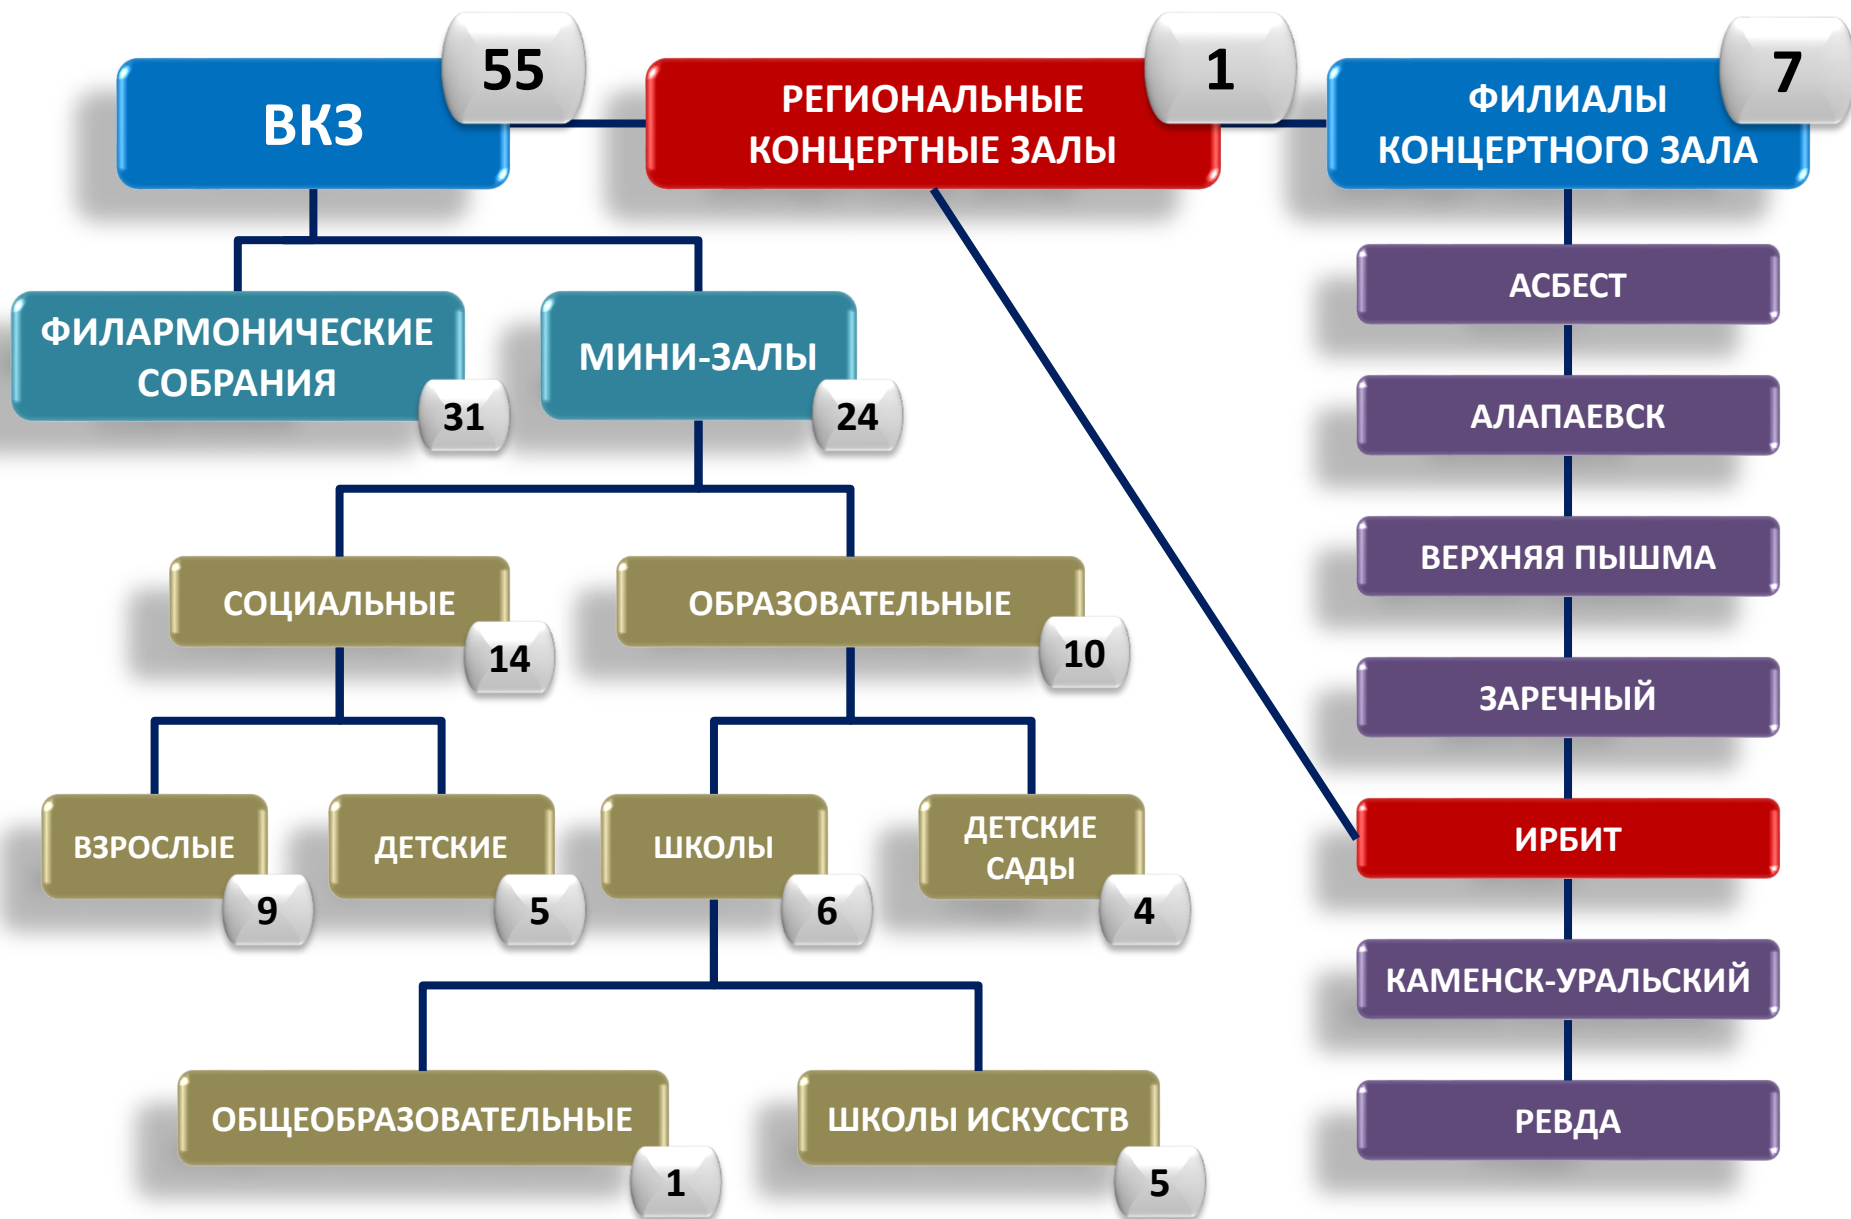 ВКЗ
55
РЕГИОНАЛЬНЫЕ
КОНЦЕРТНЫЕ ЗАЛЫ
1
ФИЛИАЛЫ
КОНЦЕРТНОГО ЗАЛА
7
ФИЛАРМОНИЧЕСКИЕ
СОБРАНИЯ
31
МИНИ-ЗАЛЫ
24
СОЦИАЛЬНЫЕ
14
ОБРАЗОВАТЕЛЬНЫЕ
10
ВЗРОСЛЫЕ
9
ДЕТСКИЕ
5
ШКОЛЫ
6
ДЕТСКИЕ
САДЫ
4
ОБЩЕОБРАЗОВАТЕЛЬНЫЕ
1
ШКОЛЫ ИСКУССТВ
5
АСБЕСТ
АЛАПАЕВСК
ВЕРХНЯЯ ПЫШМА
ЗАРЕЧНЫЙ
ИРБИТ
КАМЕНСК-УРАЛЬСКИЙ
РЕВДА